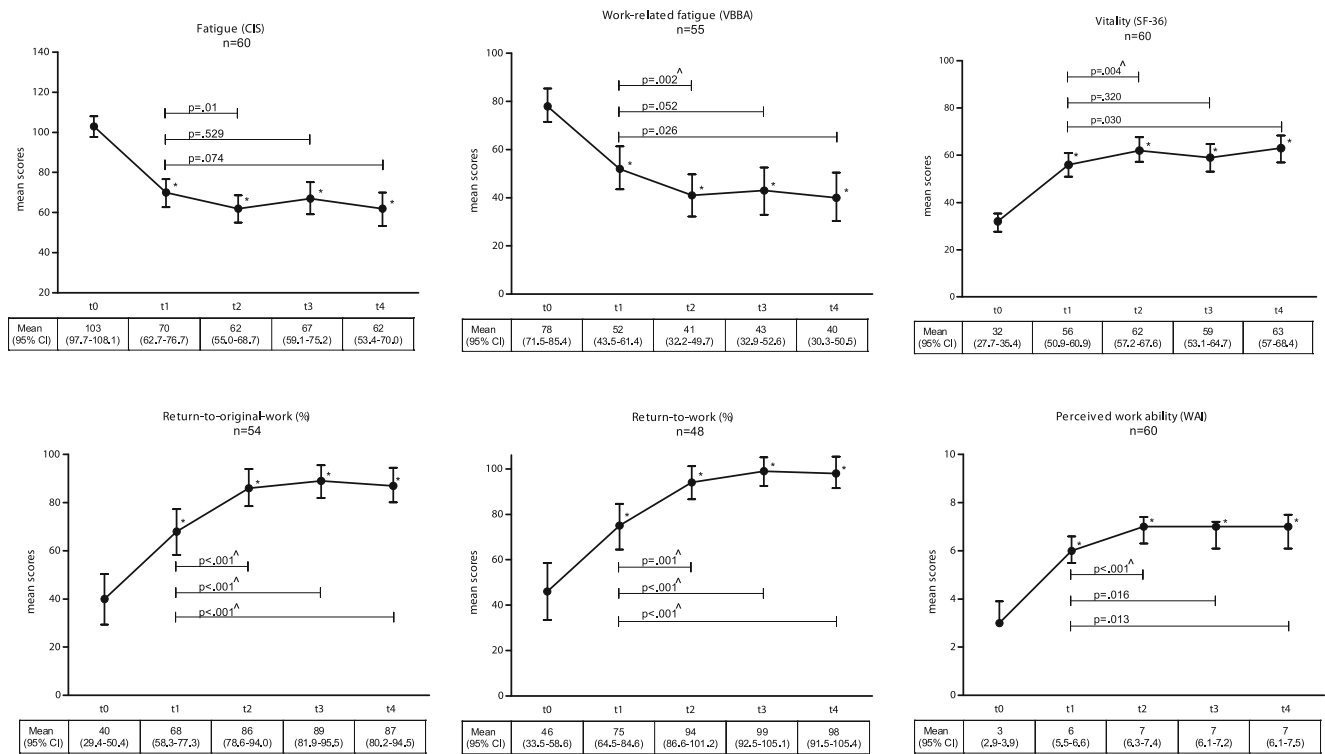 Fatigue (CIS)
n=60
mean scores
140
120
100
80
60
40
20
p=.01
p=.529
p=.074
*
*
*
*
t0 t1 t2 t3 t4
Mean (95% CI) 103 (97.7-108.1) 70 (62.7-76.7) 62 (55.0-68.7) 67 (59.1-75.2) 62 (53.4-70.0)
Work-related fatigue (VBBA)
n=55
mean scores
100
80
60
40
20
0
p=.002^
p=.052
p=.026
*
*
*
*
t0 t1 t2 t3 t4
Mean (95% CI) 78 (71.5-85.4) 52 (43.5-61.4) 41 (32.2-49.7) 43 (32.9-52.6) 40 (30.3-50.5)
Vitality (SF-36)
n=60
mean scores
100
80
60
40
20
0
p=.004^
p=.320
p=.030
*
*
*
*
t0 t1 t2 t3 t4
Mean (95% CI) 32 (27.7-35.4) 56 (50.9-60.9) 62 (57.2-67.6) 59 (53.1-64.7) 63 (57-68.4)
Return-to-original-work (%)
n=54
mean scores
100
80
60
40
20
0
*
*
*
*
p<.001^
p<.001^
p<.001^
t0 t1 t2 t3 t4
Mean (95% CI) 40 (29.4-50.4) 68 (58.3-77.3) 86 (78.6-94.0) 89 (81.9-95.5) 87 (80.2-94.5)
Return-to-work (%)
n=48
mean scores
100
80
60
40
20
0
*
*
*
*
p=.001^
p<.001^
p<.001^
t0 t1 t2 t3 t4
Mean (95% CI) 46 (33.5-58.6) 75 (64.5-84.6) 94 (86.6-101.2) 99 (92.5-105.1) 98 (91.5-105.4)
Perceived work ability (WAI)
n=60
mean scores
10
8
6
4
2
0
*
*
*
*
p<.001^
p=.016
p=.013
t0 t1 t2 t3 t4
Mean (95% CI) 3 (2.9-3.9) 6 (5.5-6.6) 7 (6.3-7.4) 7 (6.1-7.2) 7 (6.1-7.5)